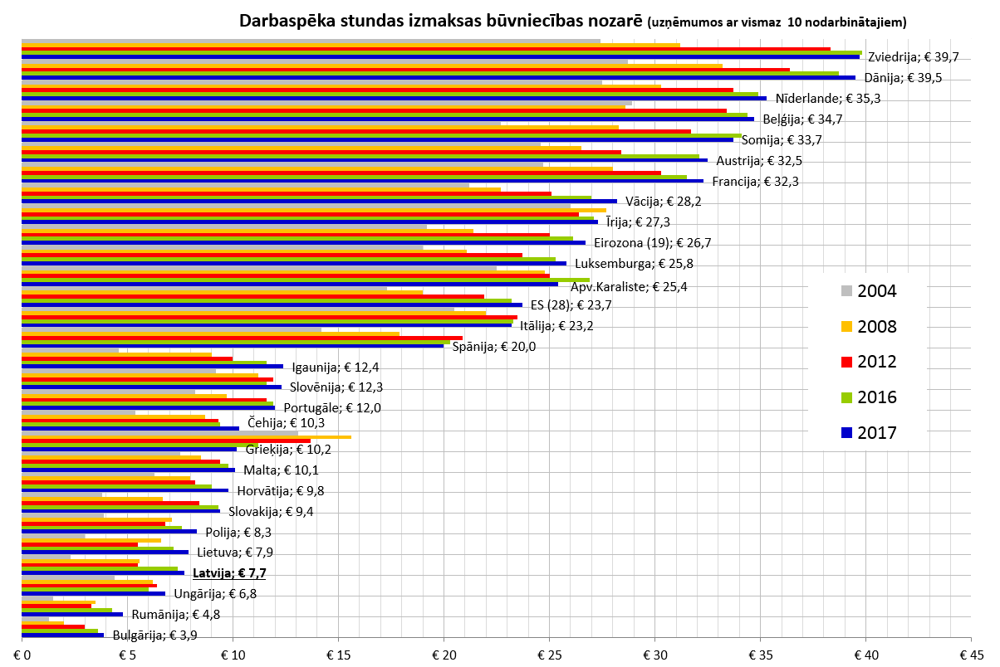 Darbaspēka stundas izmaksas būvniecības nozarē (uzņēmumos ar vismaz 10 nodarbinātajiem)
Zviedrija; € 39,7
Dānija; € 39,5
Nīderlande; € 35,3
Beļģija; € 34,7
Somija; € 33,7
Austrija; € 32,5
Francija; € 32,3
Vācija; € 28,2
Īrija; € 27,3
Eirozona (19); € 26,7
Luksemburga; € 25,8
Apv.Karaliste; € 25,4
ES (28); € 23,7
Itālija; € 23,2
Spānija; € 20,0
Igaunija; € 12,4
Slovēnija; € 12,3
Portugāle; € 12,0
Čehija; € 10,3
Grieķija; € 10,2
Malta; € 10,1
Horvātija; € 9,8
Slovakija; € 9,4
Polija; € 8,3
Lietuva; € 7,9
Latvija; € 7,7
Ungārija; € 6,8
Rumānija; € 4,8
Bulgārija; € 3,9
2004
2008
2012
2016
2017
€ 0 € 5 € 10 € 15 € 20 € 25 € 30 € 35 € 40 € 45